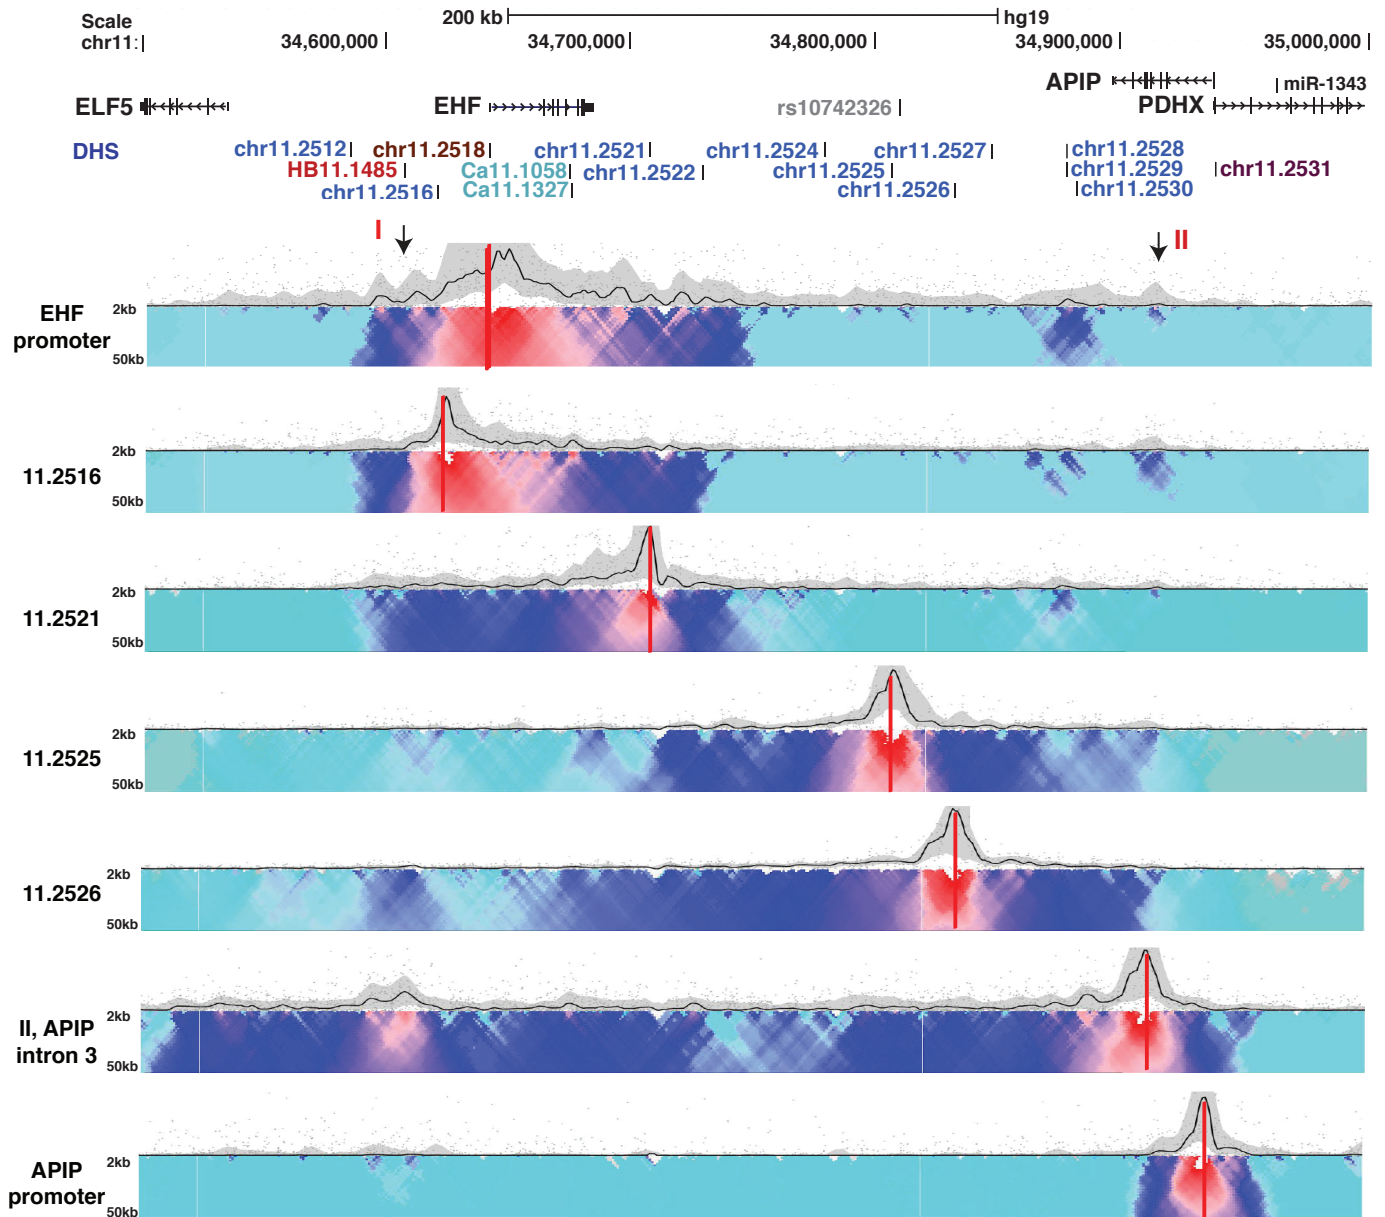 Scale 200 kb hg19
chr11: 34,600,000 34,700,000 34,800,000 34,900,000 35,000,000
APIP miR-1343
ELF5 EHF rs10742326 PDHX
DHS chr11.2512 chr11.2518 chr11.2521 chr11.2524 chr11.2527 chr11.2528
HB11.1485 Ca11.1058 chr11.2522 chr11.2525 chr11.2529 chr11.2531
chr11.2516 Ca11.1327 chr11.2526 chr11.2530
I II
EHF promoter 2kb 50kb
11.2516 2kb 50kb
11.2521 2kb 50kb
11.2525 2kb 50kb
11.2526 2kb 50kb
II, APIP intron 3 2kb 50kb
APIP promoter 2kb 50kb